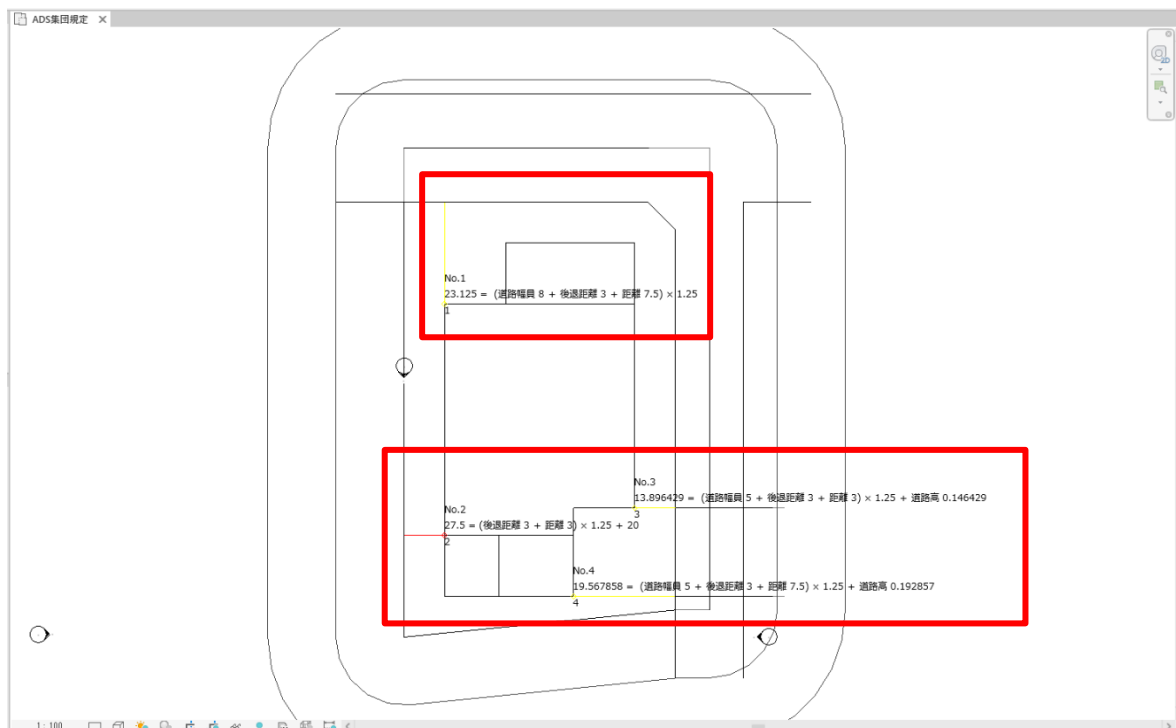 ADS集団規定
2D
No.1
23.125 = (道路幅員 8 + 後退距離 3 + 距離 7.5) × 1.25
1
No.3
13.896429 = (道路幅員 5 + 後退距離 3 + 距離 3) × 1.25 + 道路高 0.146429
3
No.2
27.5 = (後退距離 3 + 距離 3) × 1.25 + 20
2
No.4
19.567858 = (道路幅員 5 + 後退距離 3 + 距離 7.5) × 1.25 + 道路高 0.192857
4
1 : 100